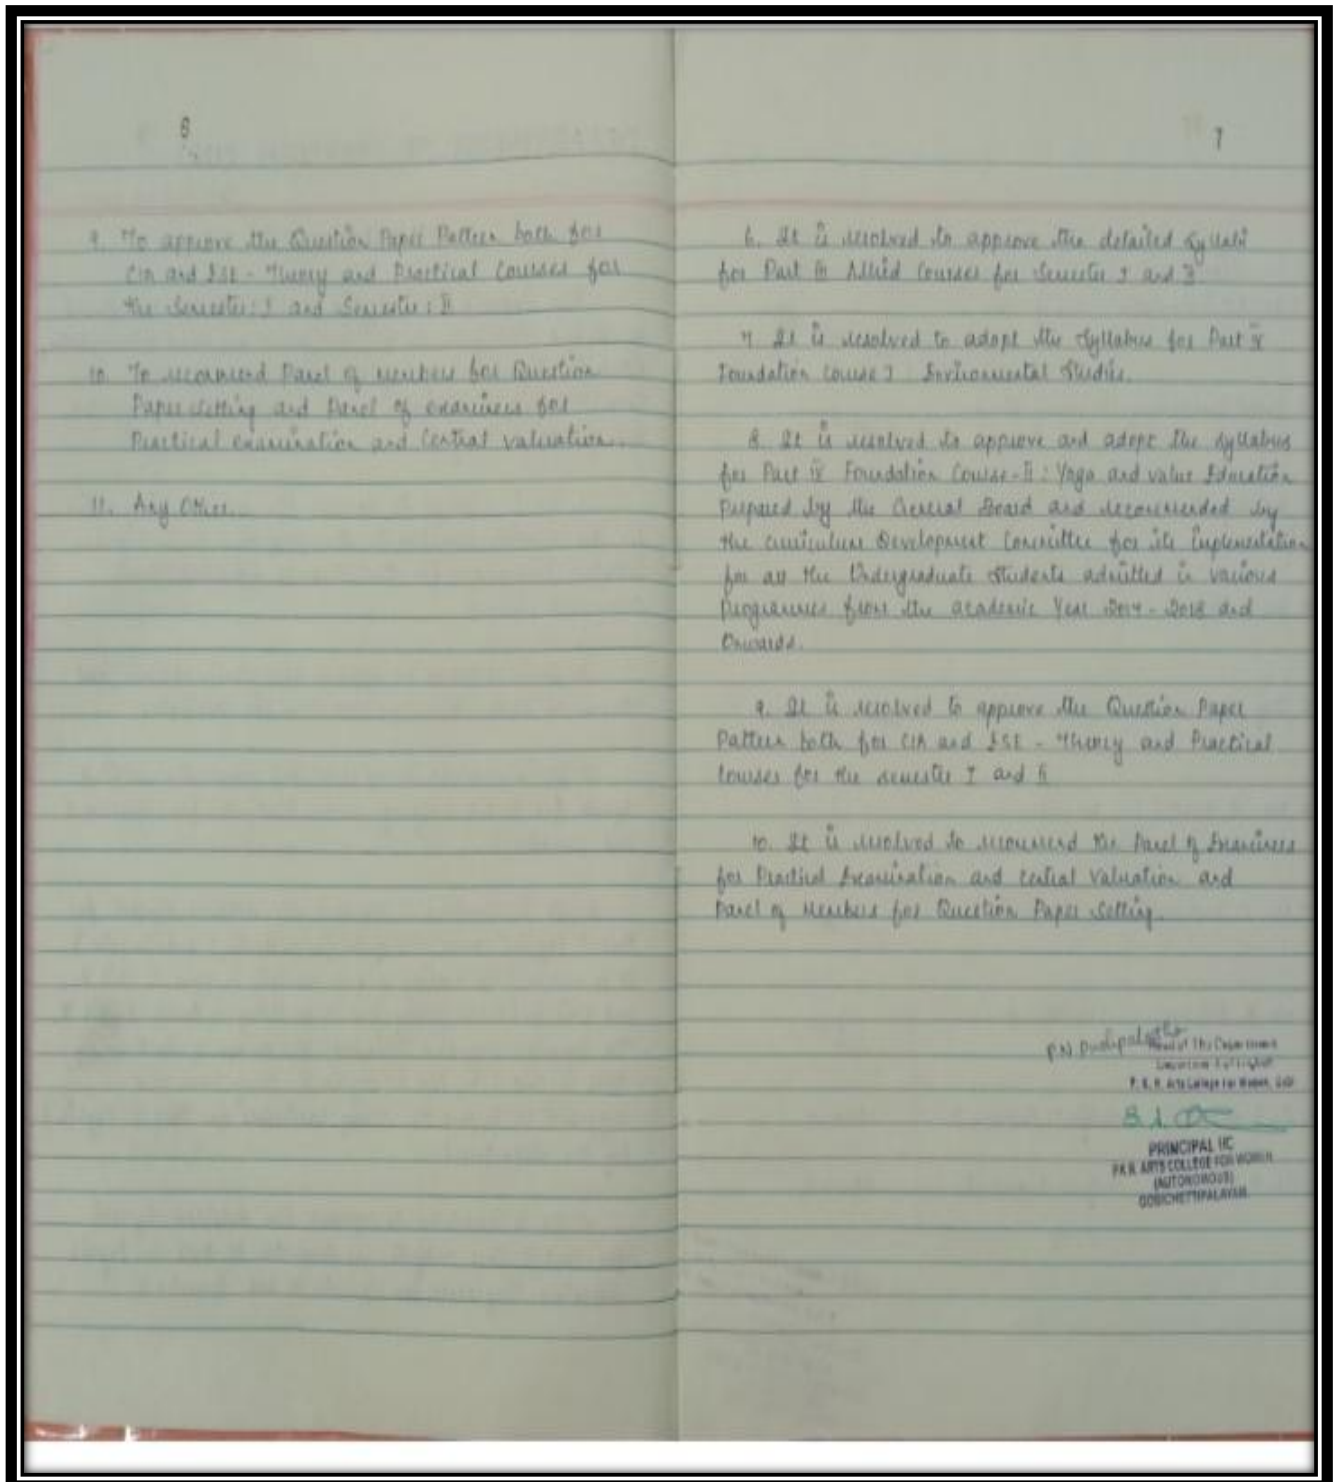 6
9. To approve the Question Paper Pattern both for
CIA and ESE - Theory and Practical Courses for
the Semester: I and Semester: II
10. To recommend Panel of members for Question
Paper setting and Panel of examiners for
Practical examination and Central valuation.
11. Any Other.
7
6. It is resolved to approve the detailed Syllabi
for Part III Allied Courses for Semester I and II
7. It is resolved to adopt the Syllabus for Part IV
Foundation Course I Environmental Studies.
8. It is resolved to approve and adopt the syllabus
for Part IV Foundation Course-II: Yoga and value Education
Prepared by the General Board and recommended by
the curriculum Development Committee for its Implementation
for all the Undergraduate Students admitted in various
Programmes from the academic Year - 2018 and
Onwards.
9. It is resolved to approve the Question Paper
Pattern both for CIA and ESE - Theory and Practical
Courses for the semester I and II
10. It is resolved to recommend the Panel of Examiners
for Practical Examination and central Valuation and
Panel of Members for Question Paper Setting.
P.N.
Head of the Department
P. K. R. Arts College for Women, Gobi
PRINCIPAL I/C
P.K.R. ARTS COLLEGE FOR WOMEN
(AUTONOMOUS)
GOBICHETTIPALAYAM